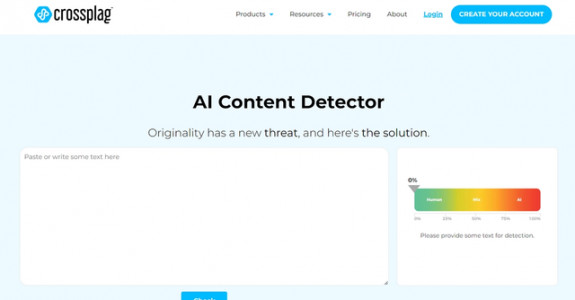 crossplag
Products Resources Pricing About Login CREATE YOUR ACCOUNT
AI Content Detector
Originality has a new threat, and here's the solution.
Paste or write some text here
0%
Human Mix AI
0% 25% 50% 75% 100%
Please provide some text for detection.